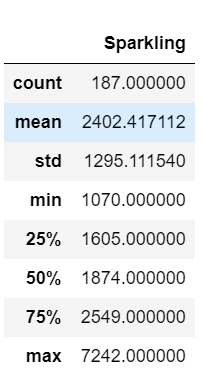 Sparkling
count 187.000000
mean 2402.417112
std 1295.111540
min 1070.000000
25% 1605.000000
50% 1874.000000
75% 2549.000000
max 7242.000000